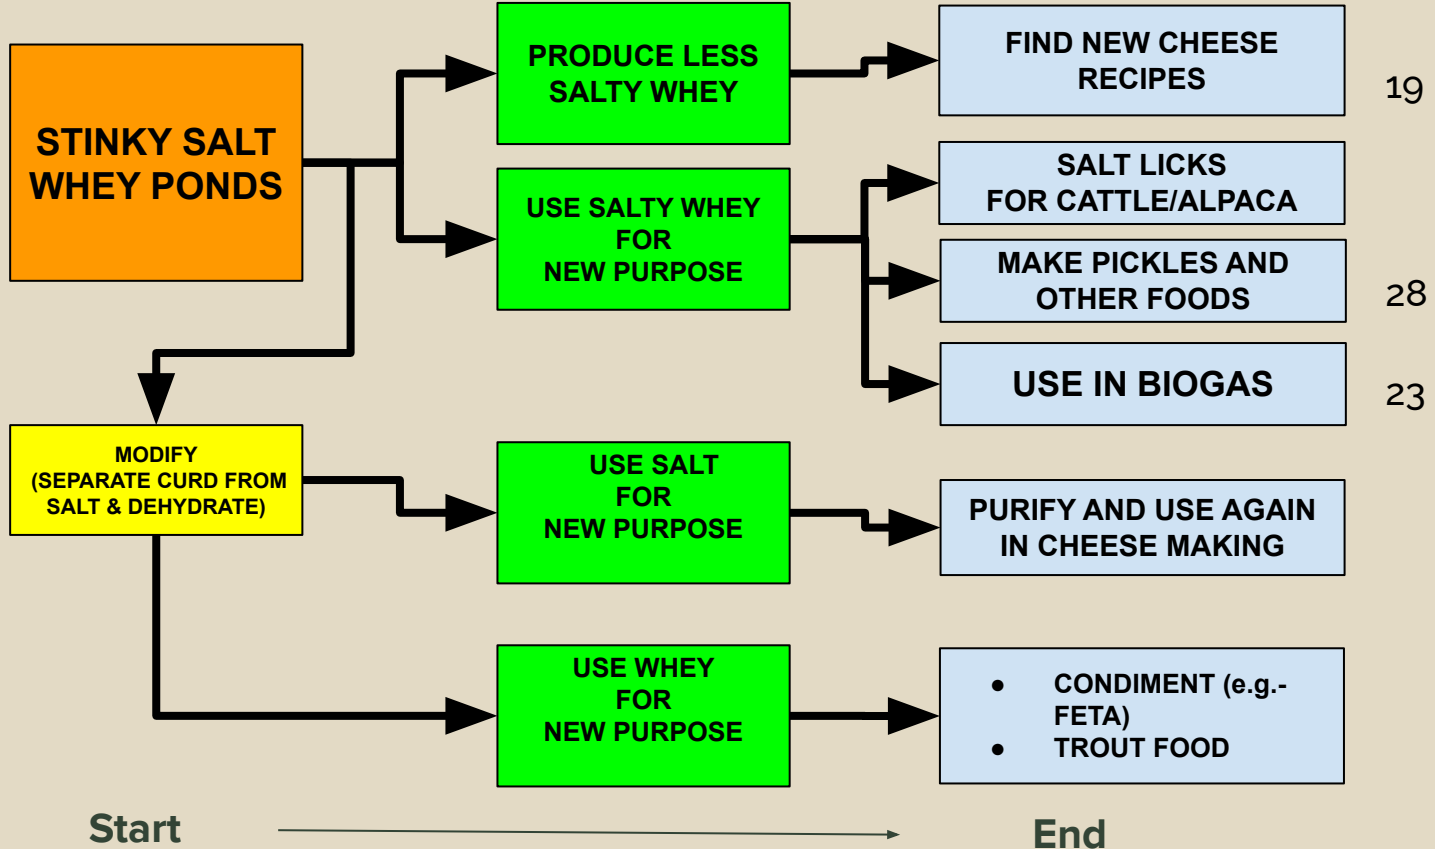 STINKY SALT
WHEY PONDS
PRODUCE LESS
SALTY WHEY
FIND NEW CHEESE
RECIPES
19
USE SALTY WHEY
FOR
NEW PURPOSE
SALT LICKS
FOR CATTLE/ALPACA
MAKE PICKLES AND
OTHER FOODS
28
USE IN BIOGAS
23
MODIFY
(SEPARATE CURD FROM
SALT & DEHYDRATE)
USE SALT
FOR
NEW PURPOSE
PURIFY AND USE AGAIN
IN CHEESE MAKING
USE WHEY
FOR
NEW PURPOSE
● CONDIMENT (e.g.-
FETA)
● TROUT FOOD
Start
End